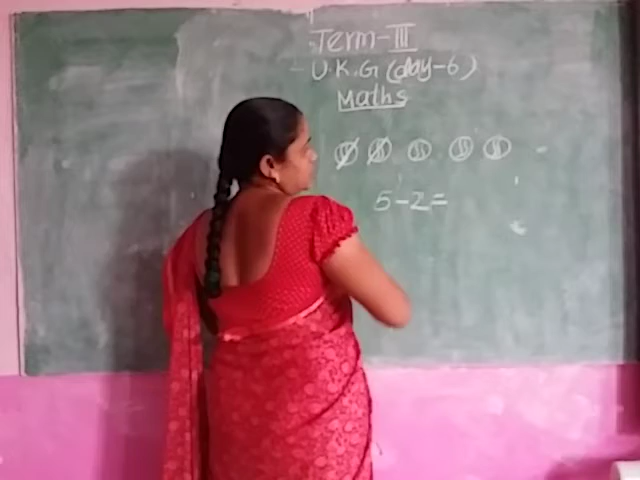 Term-III
- U.K.G (day-6)
Maths
5-2=